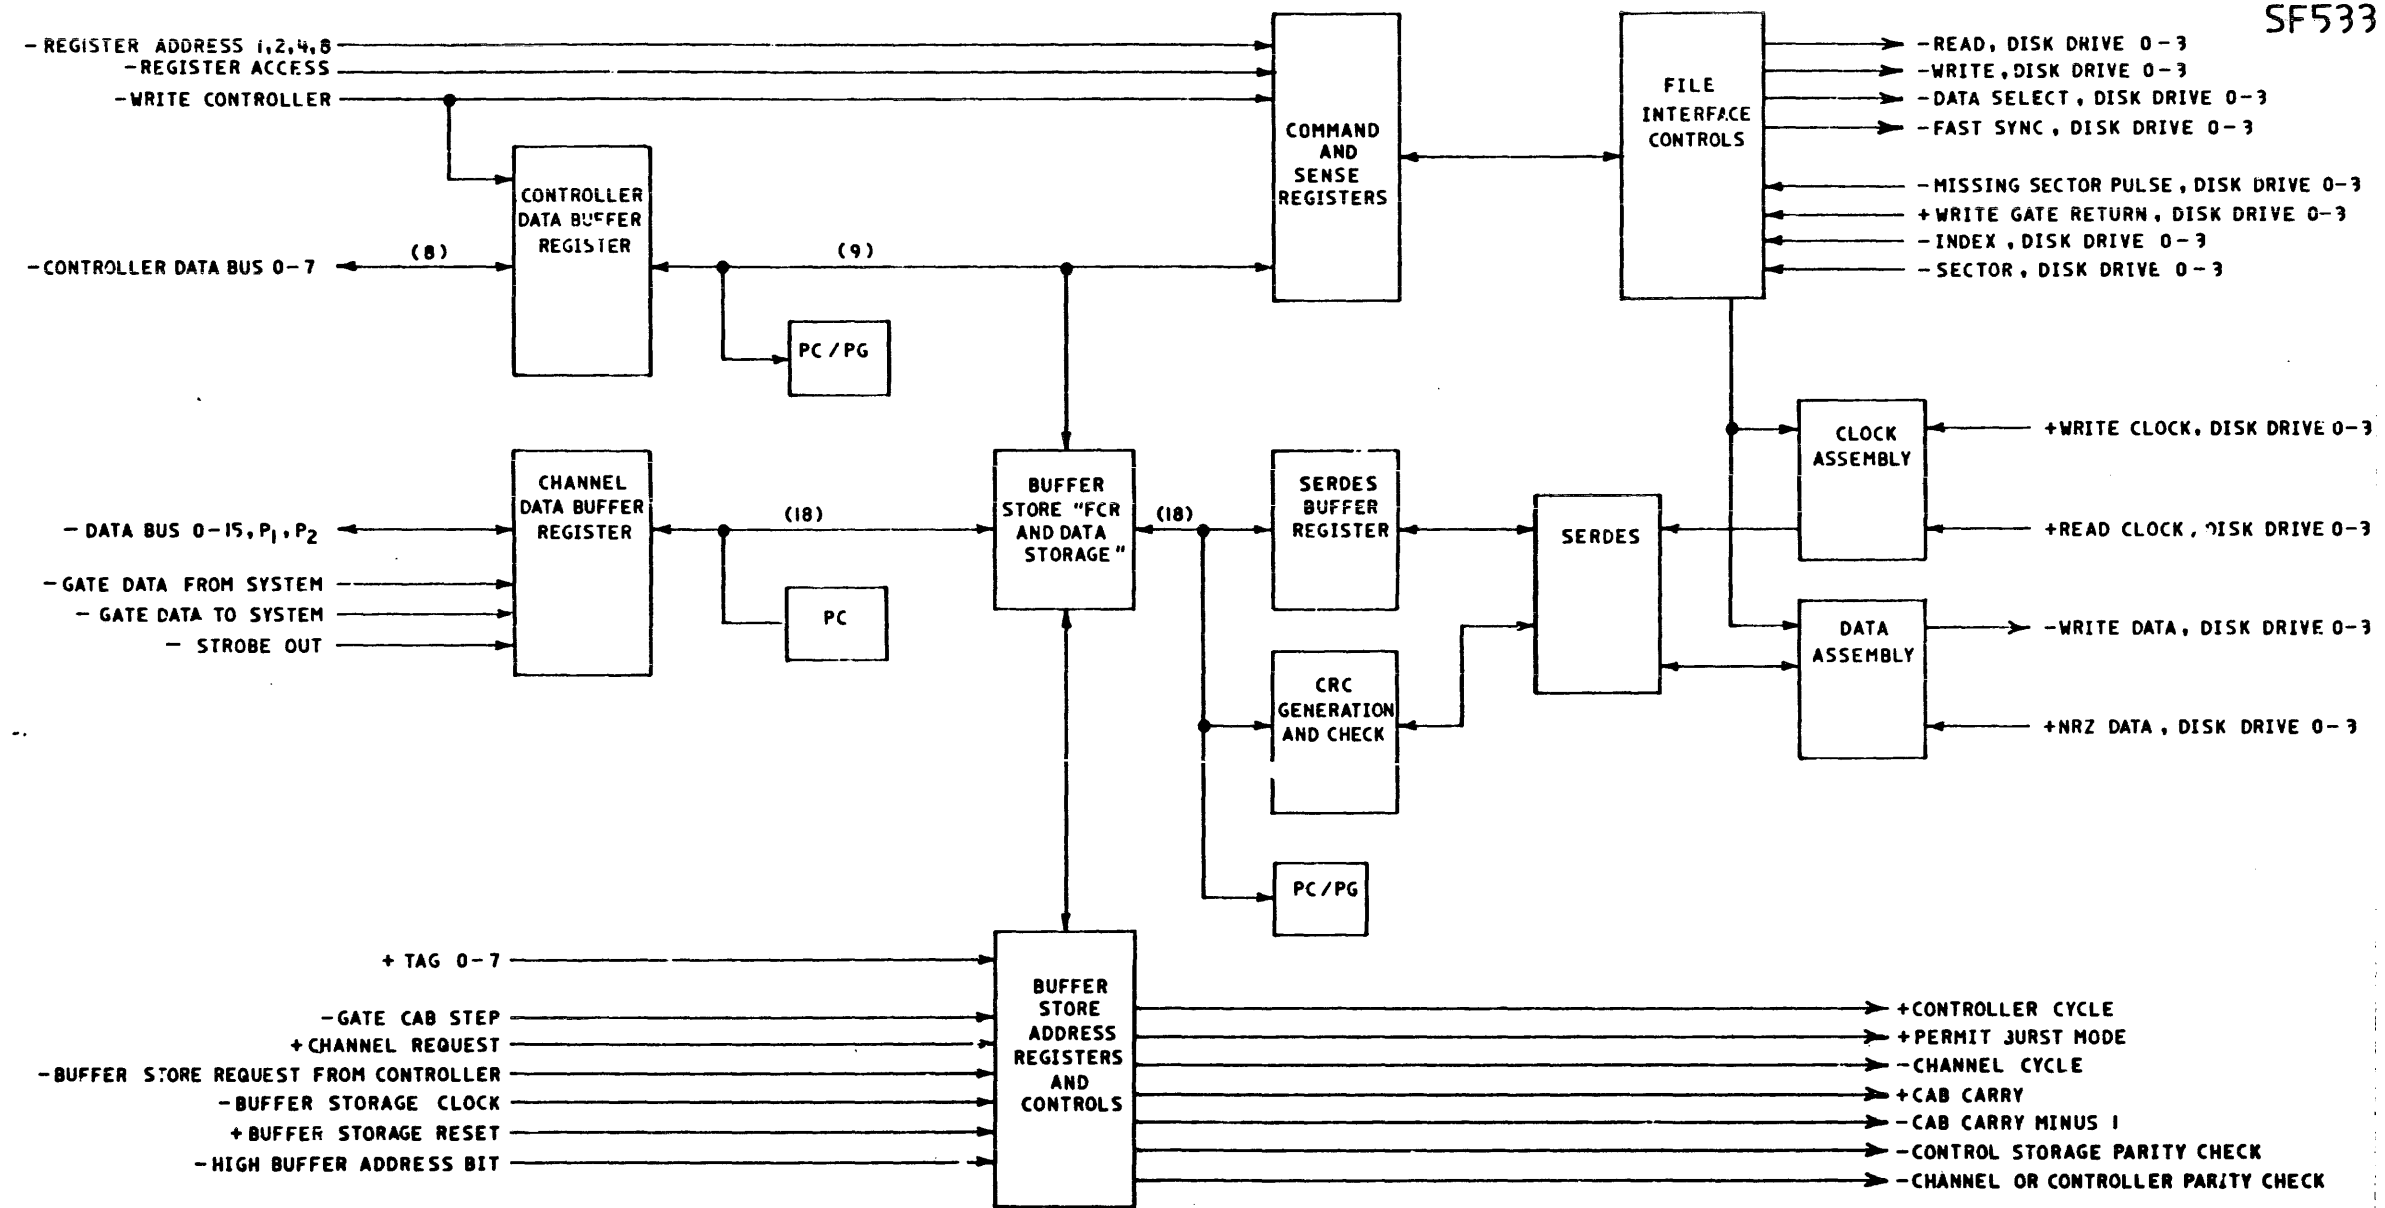 SF533
-REGISTER ADDRESS 1,2,4,8
-REGISTER ACCESS
-WRITE CONTROLLER
-CONTROLLER DATA BUS 0-7
(8)
CONTROLLER
DATA BUFFER
REGISTER
(9)
PC/PG
COMMAND
AND
SENSE
REGISTERS
FILE
INTERFACE
CONTROLS
-READ, DISK DRIVE 0-3
-WRITE, DISK DRIVE 0-3
-DATA SELECT, DISK DRIVE 0-3
-FAST SYNC, DISK DRIVE 0-3
-MISSING SECTOR PULSE, DISK DRIVE 0-3
+WRITE GATE RETURN, DISK DRIVE 0-3
-INDEX, DISK DRIVE 0-3
-SECTOR, DISK DRIVE 0-3
-DATA BUS 0-15, P1, P2
-GATE DATA FROM SYSTEM
-GATE DATA TO SYSTEM
- STROBE OUT
CHANNEL
DATA BUFFER
REGISTER
(18)
PC
BUFFER
STORE "FCR
AND DATA
STORAGE"
(18)
SERDES
BUFFER
REGISTER
CRC
GENERATION
AND CHECK
PC/PG
SERDES
CLOCK
ASSEMBLY
DATA
ASSEMBLY
+WRITE CLOCK, DISK DRIVE 0-3
+READ CLOCK, DISK DRIVE 0-3
-WRITE DATA, DISK DRIVE 0-3
+NRZ DATA, DISK DRIVE 0-3
+ TAG 0-7
-GATE CAB STEP
+CHANNEL REQUEST
-BUFFER STORE REQUEST FROM CONTROLLER
-BUFFER STORAGE CLOCK
+BUFFER STORAGE RESET
-HIGH BUFFER ADDRESS BIT
BUFFER
STORE
ADDRESS
REGISTERS
AND
CONTROLS
+CONTROLLER CYCLE
+PERMIT BURST MODE
-CHANNEL CYCLE
+CAB CARRY
-CAB CARRY MINUS 1
-CONTROL STORAGE PARITY CHECK
-CHANNEL OR CONTROLLER PARITY CHECK